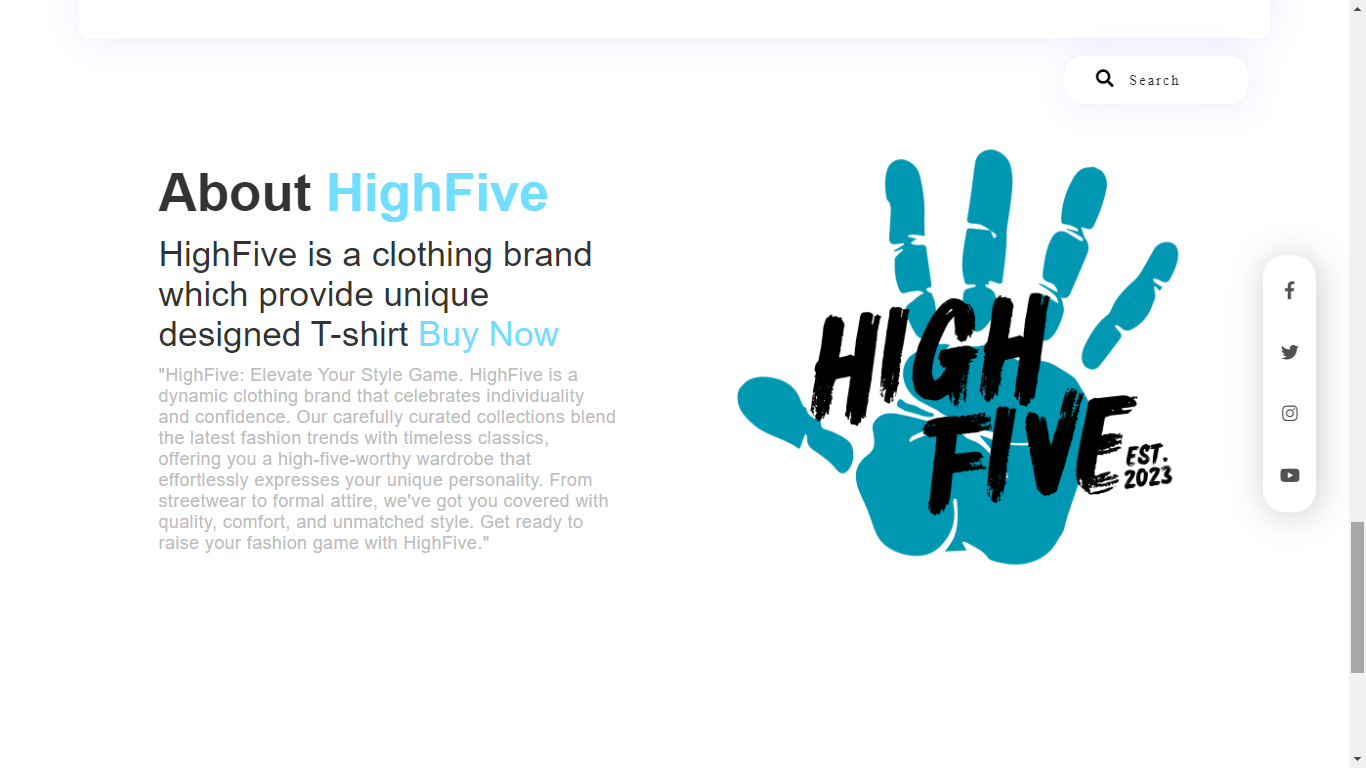 Search
About HighFive
HighFive is a clothing brand
which provide unique
designed T-shirt Buy Now
"HighFive: Elevate Your Style Game. HighFive is a
dynamic clothing brand that celebrates individuality
and confidence. Our carefully curated collections blend
the latest fashion trends with timeless classics,
offering you a high-five-worthy wardrobe that
effortlessly expresses your unique personality. From
streetwear to formal attire, we've got you covered with
quality, comfort, and unmatched style. Get ready to
raise your fashion game with HighFive."
HIGH
FIVE
EST.
2023